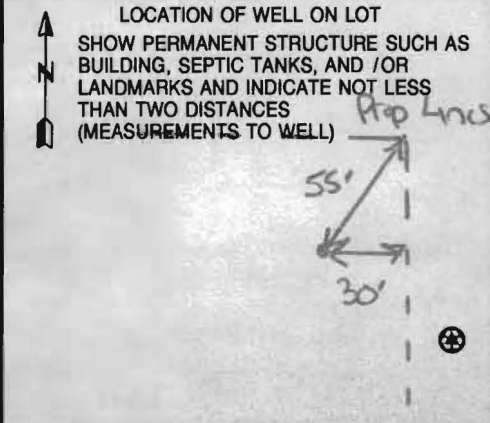 LOCATION OF WELL ON LOT
SHOW PERMANENT STRUCTURE SUCH AS
BUILDING, SEPTIC TANKS, AND /OR
LANDMARKS AND INDICATE NOT LESS
THAN TWO DISTANCES
(MEASUREMENTS TO WELL)
N
Prop Lines
55'
30'